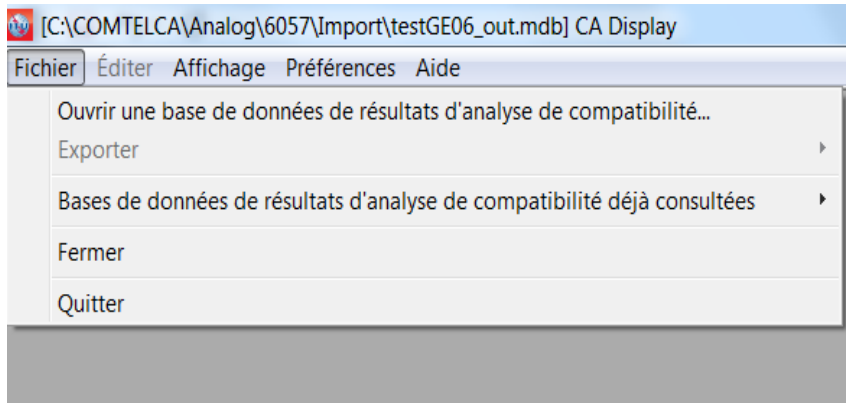 [C:\COMTELCA\Analog\6057\Import\testGE06_out.mdb] CA Display
Fichier Éditer Affichage Préférences Aide
Ouvrir une base de données de résultats d'analyse de compatibilité...
Exporter
Bases de données de résultats d'analyse de compatibilité déjà consultées
Fermer
Quitter